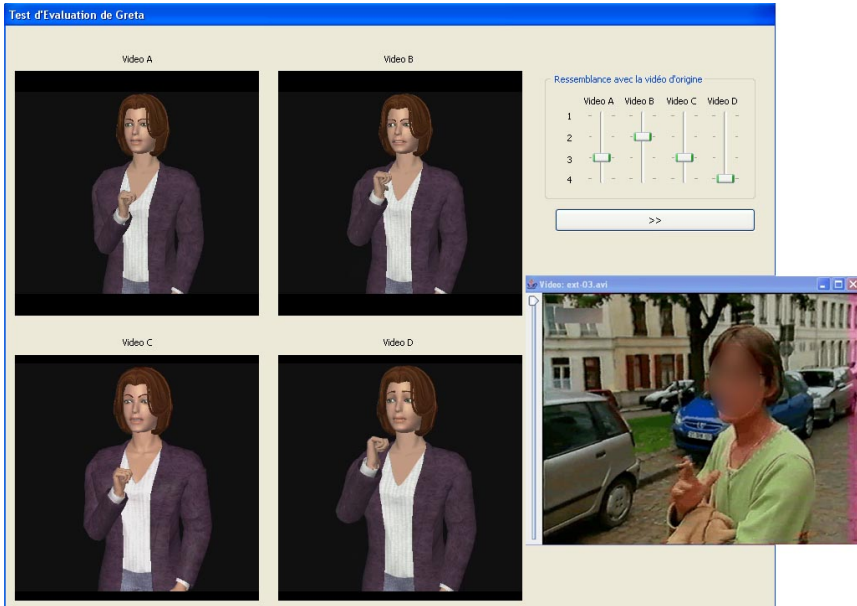 Test d'Evaluation de Greta
Video A
Video B
Ressemblance avec la vidéo d'origine
Video A Video B Video C Video D
1
2
3
4
>>
Video: ext-03.avi
Video C
Video D